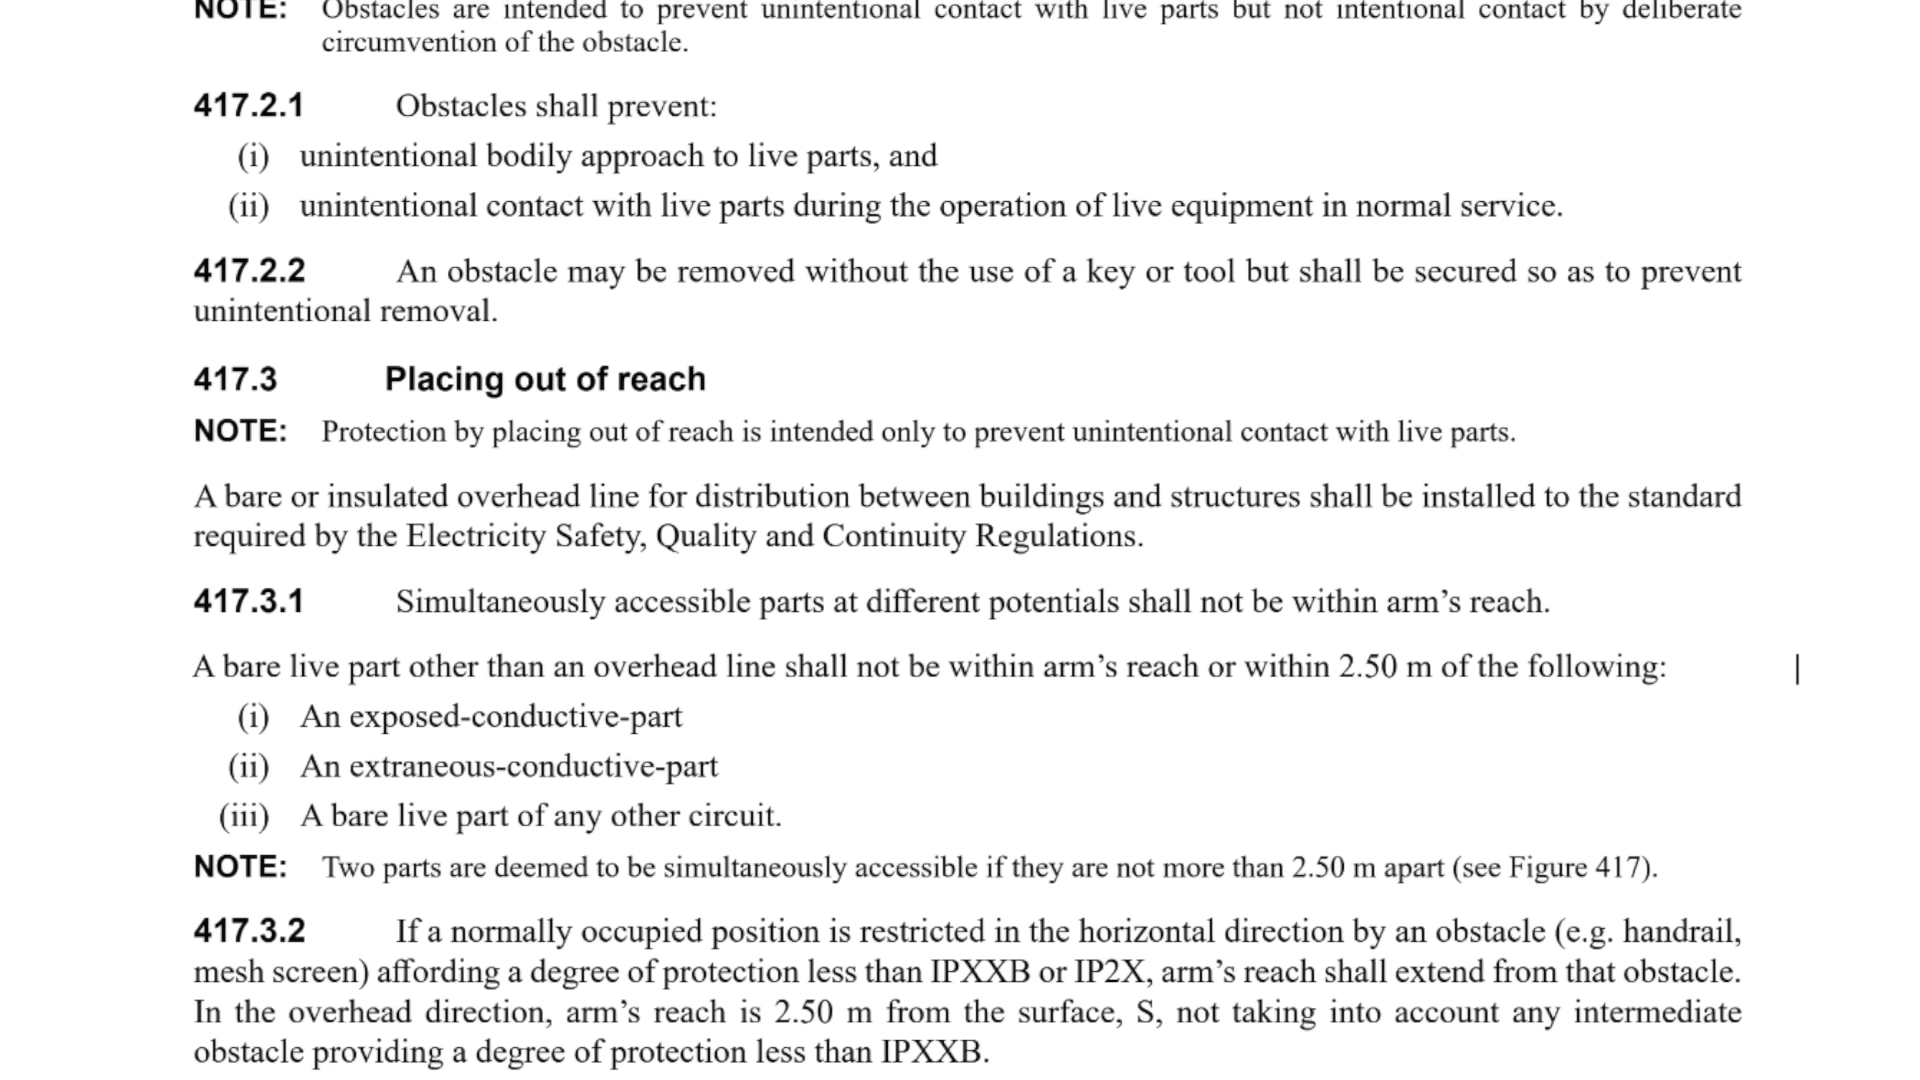 NOTE: Obstacles are intended to prevent unintentional contact with live parts but not intentional contact by deliberate
circumvention of the obstacle.
417.2.1 Obstacles shall prevent:
(i) unintentional bodily approach to live parts, and
(ii) unintentional contact with live parts during the operation of live equipment in normal service.
417.2.2 An obstacle may be removed without the use of a key or tool but shall be secured so as to prevent
unintentional removal.
417.3 Placing out of reach
NOTE: Protection by placing out of reach is intended only to prevent unintentional contact with live parts.
A bare or insulated overhead line for distribution between buildings and structures shall be installed to the standard
required by the Electricity Safety, Quality and Continuity Regulations.
417.3.1 Simultaneously accessible parts at different potentials shall not be within arm’s reach.
A bare live part other than an overhead line shall not be within arm’s reach or within 2.50 m of the following:
(i) An exposed-conductive-part
(ii) An extraneous-conductive-part
(iii) A bare live part of any other circuit.
NOTE: Two parts are deemed to be simultaneously accessible if they are not more than 2.50 m apart (see Figure 417).
417.3.2 If a normally occupied position is restricted in the horizontal direction by an obstacle (e.g. handrail,
mesh screen) affording a degree of protection less than IPXXB or IP2X, arm’s reach shall extend from that obstacle.
In the overhead direction, arm’s reach is 2.50 m from the surface, S, not taking into account any intermediate
obstacle providing a degree of protection less than IPXXB.